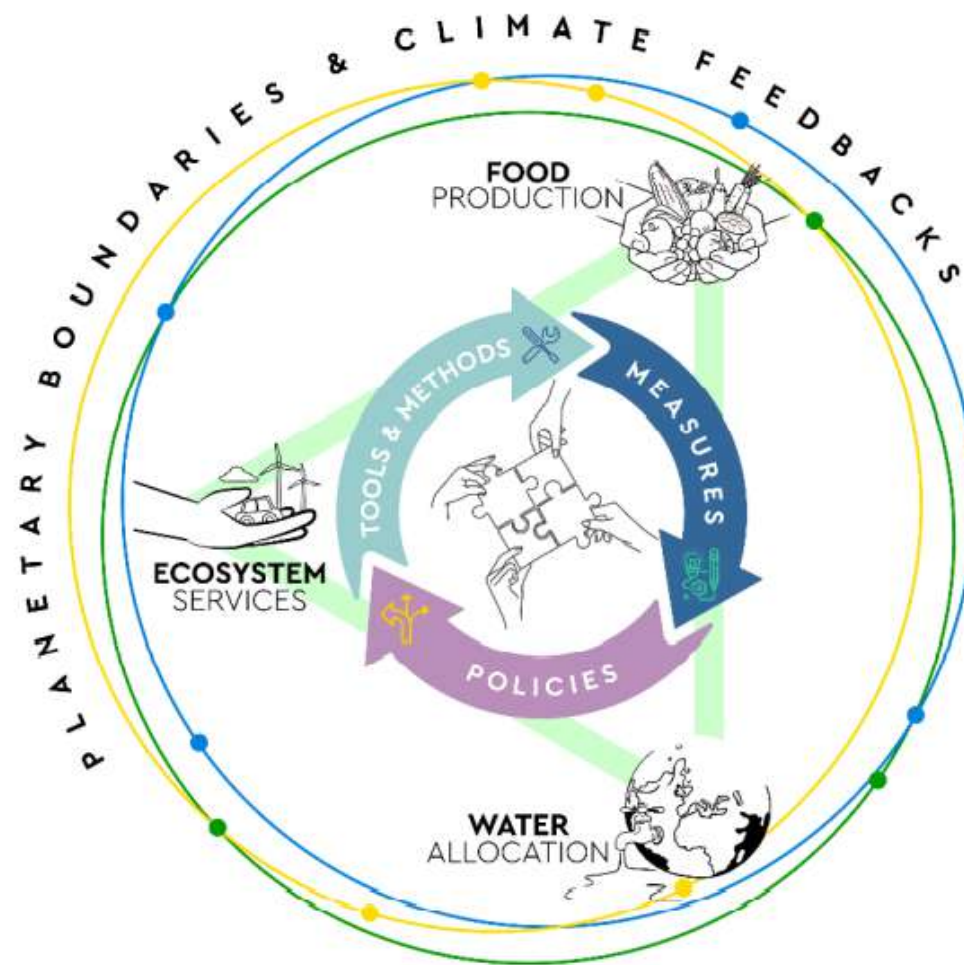 PLANETARY BOUNDARIES & CLIMATE FEEDBACKS
FOOD
PRODUCTION
TOOLS & METHODS
MEASURES
ECOSYSTEM
SERVICES
POLICIES
WATER
ALLOCATION